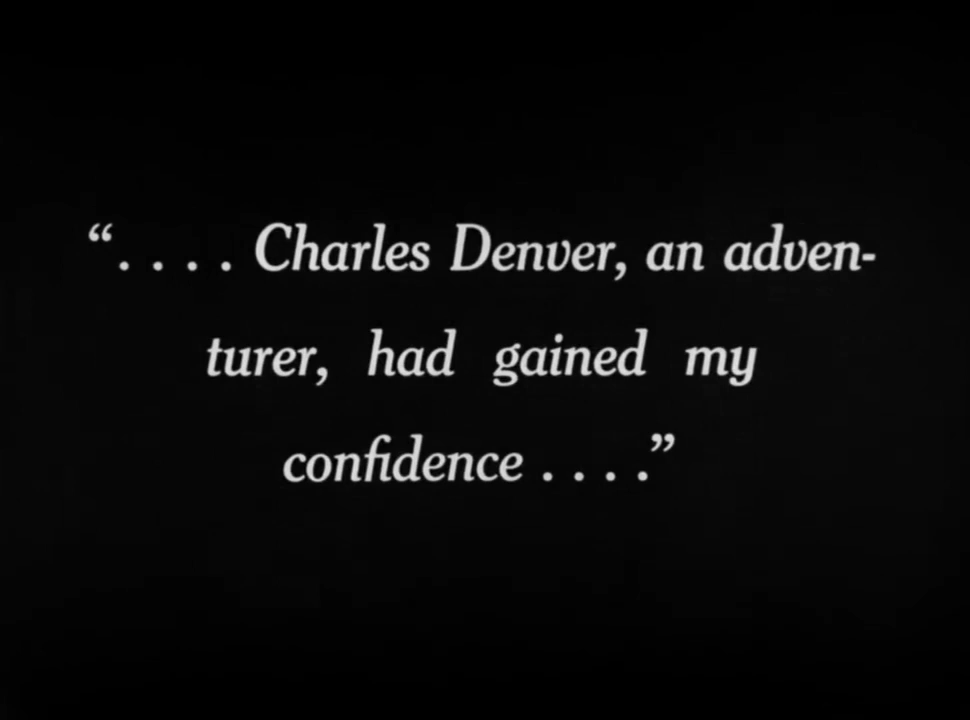 “. . . . Charles Denver, an adven-
turer, had gained my
confidence . . . .”